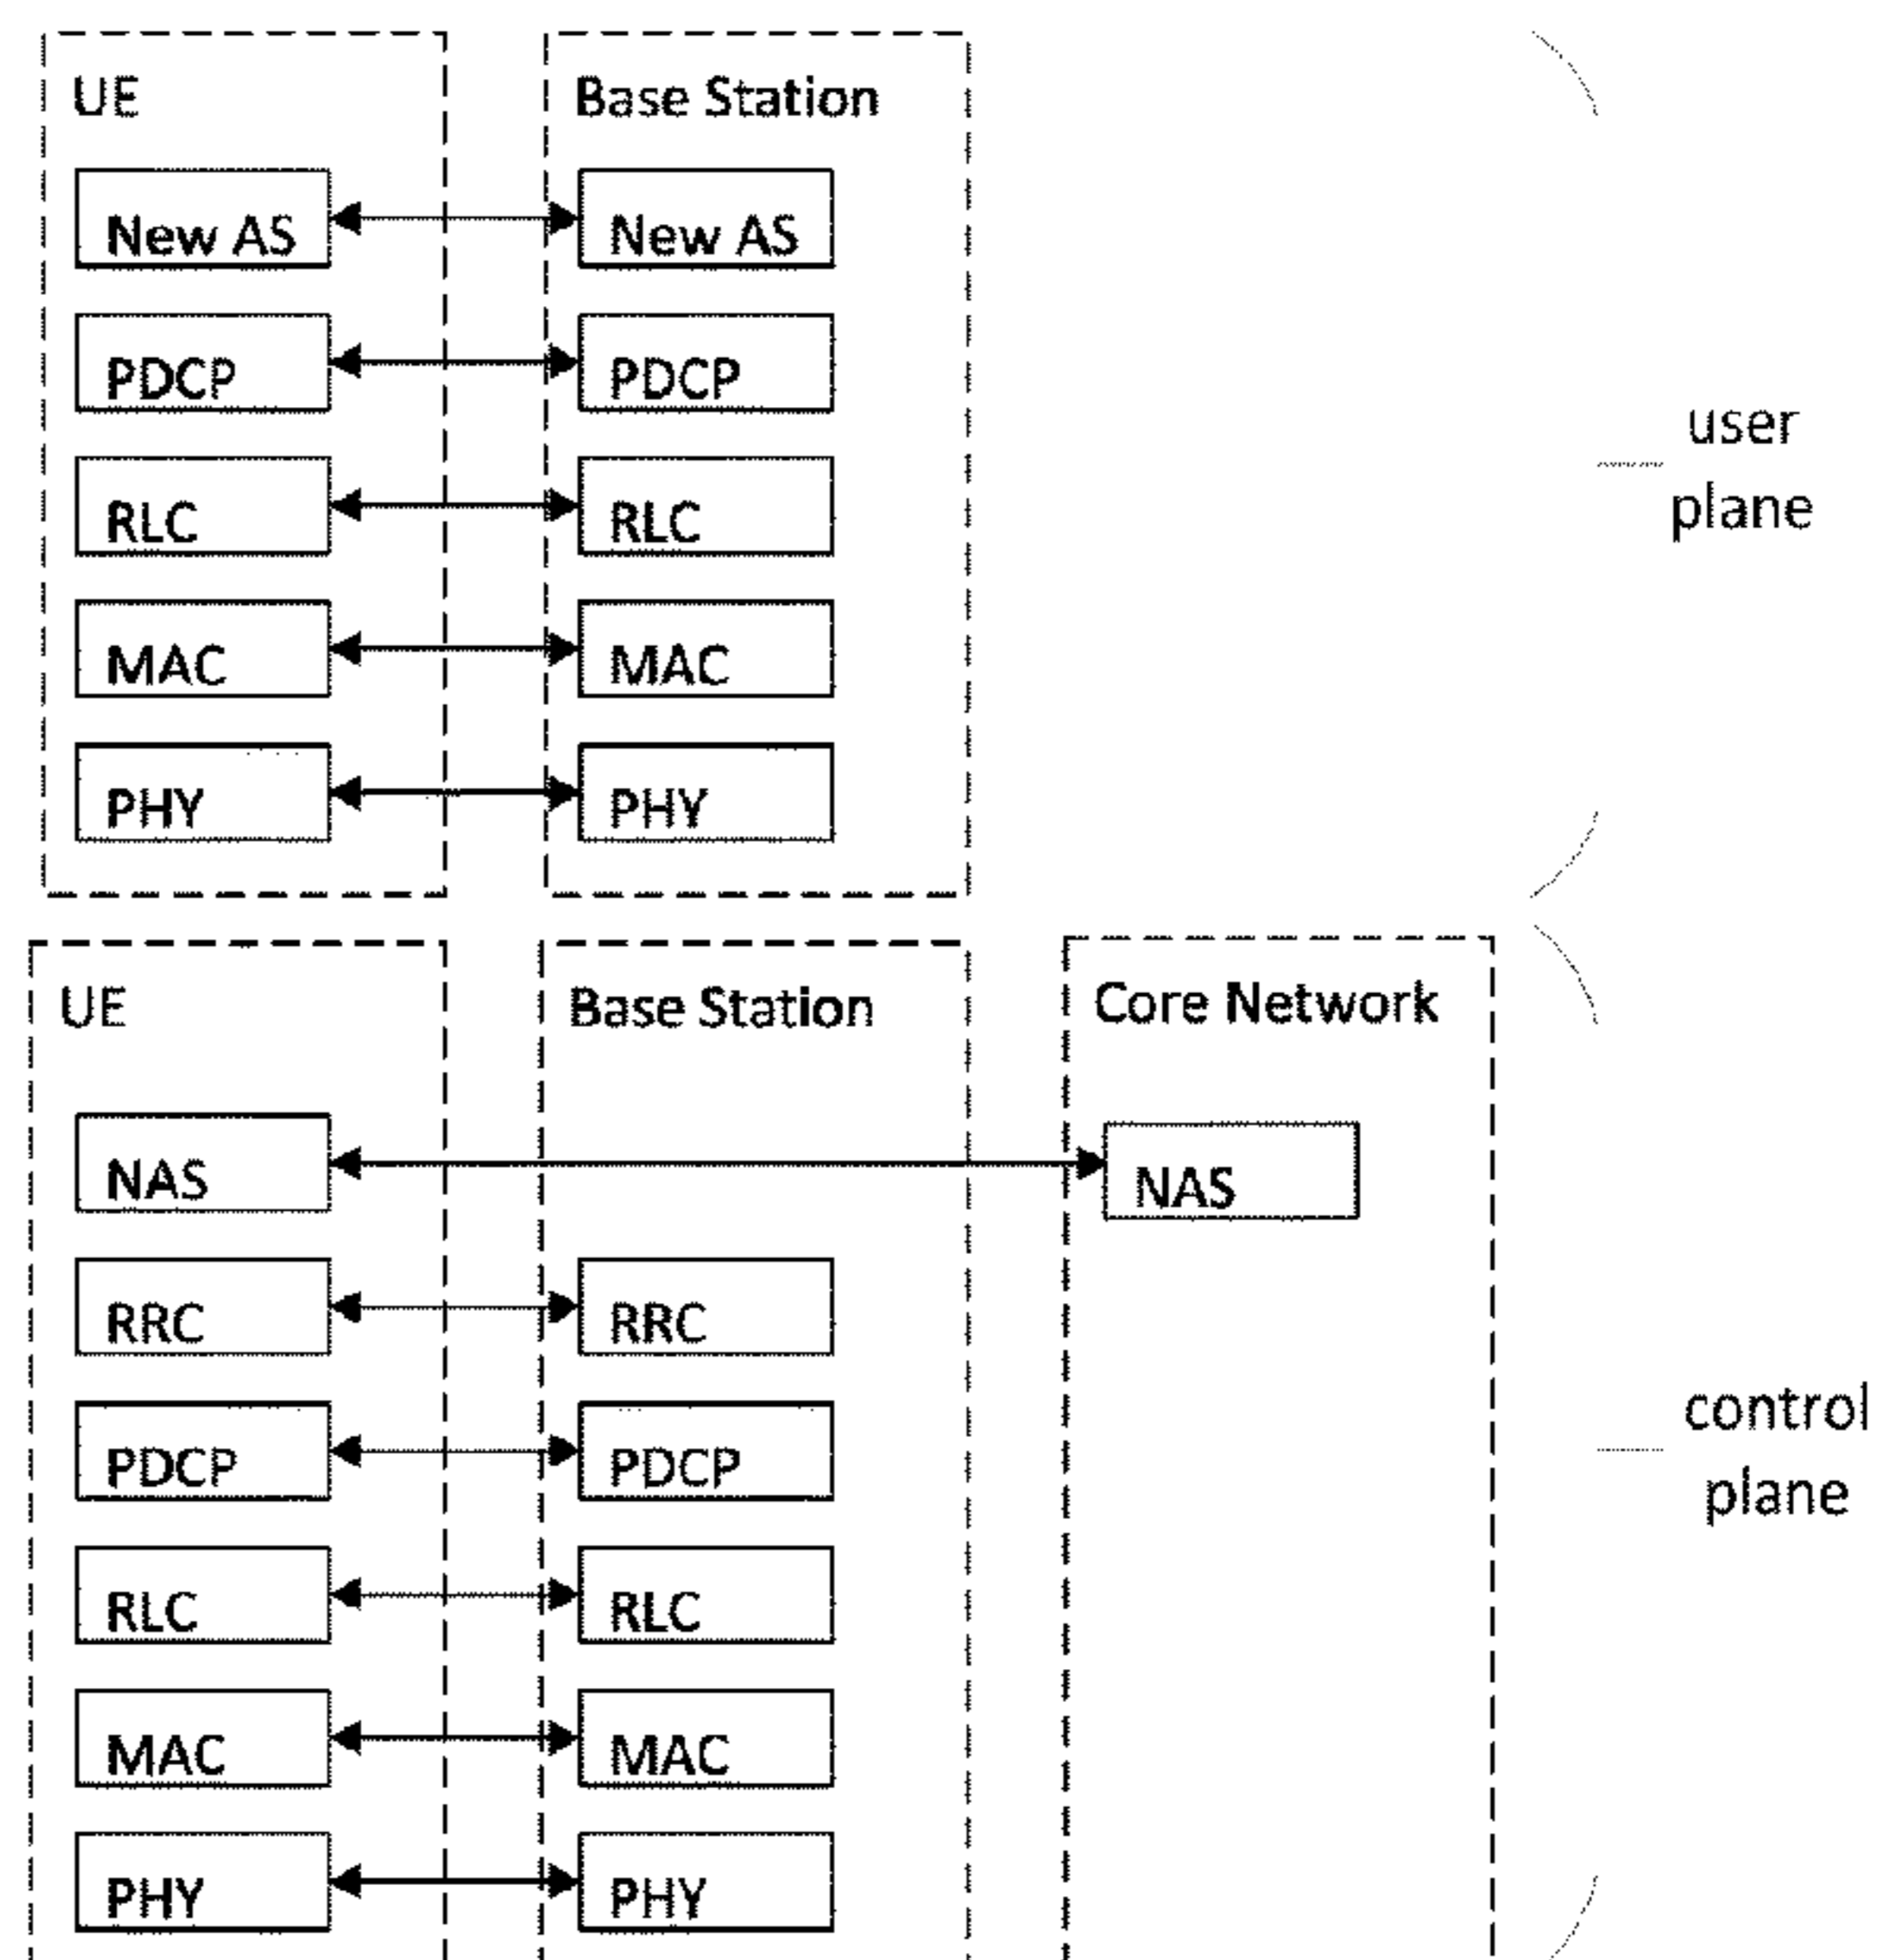 UE Base Station
New AS New AS
PDCP PDCP
RLC RLC
MAC MAC
PHY PHY
user
plane
UE Base Station Core Network
NAS NAS
RRC RRC
PDCP PDCP
RLC RLC
MAC MAC
PHY PHY
control
plane